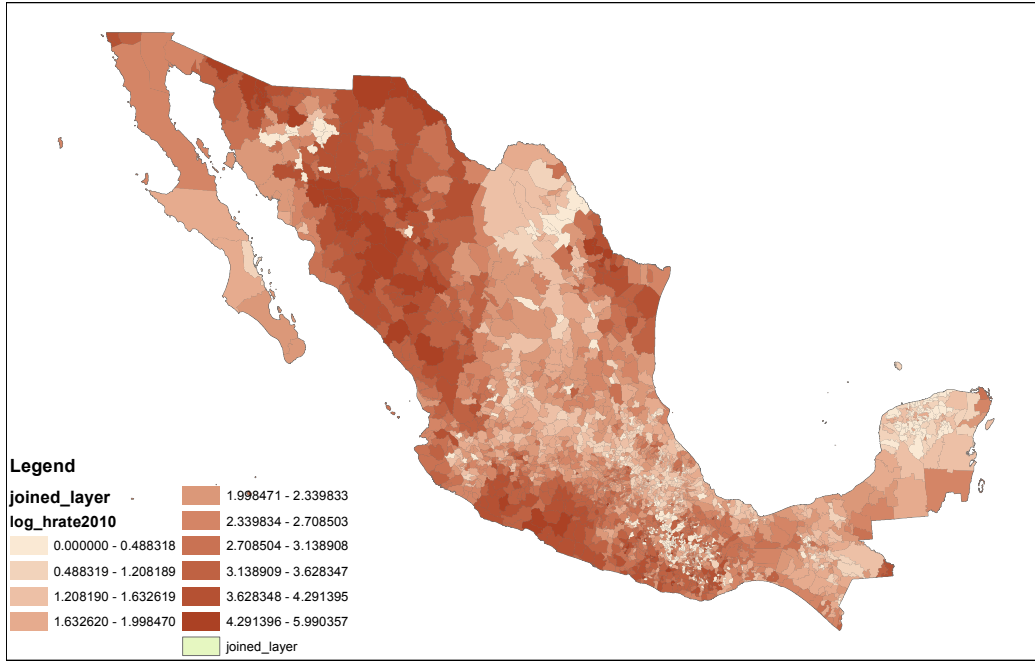 Legend
joined_layer
log_hrate2010
0.000000 - 0.488318
0.488319 - 1.208189
1.208190 - 1.632619
1.632620 - 1.998470
1.998471 - 2.339833
2.339834 - 2.708503
2.708504 - 3.138908
3.138909 - 3.628347
3.628348 - 4.291395
4.291396 - 5.990357
joined_layer